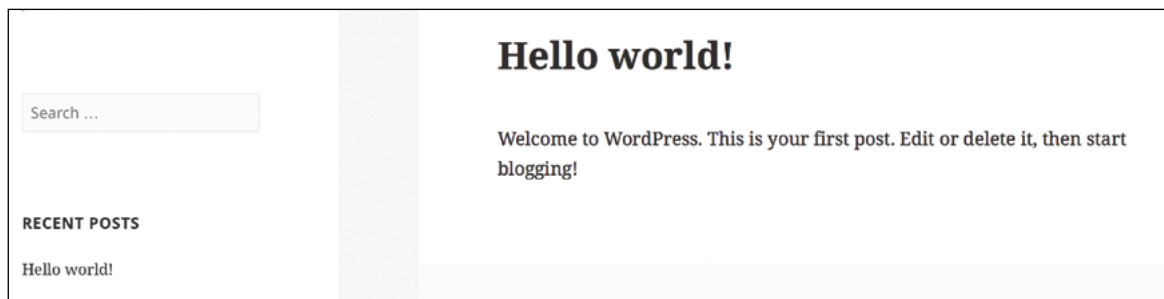 Search …
RECENT POSTS
Hello world!
Hello world!
Welcome to WordPress. This is your first post. Edit or delete it, then start
blogging!